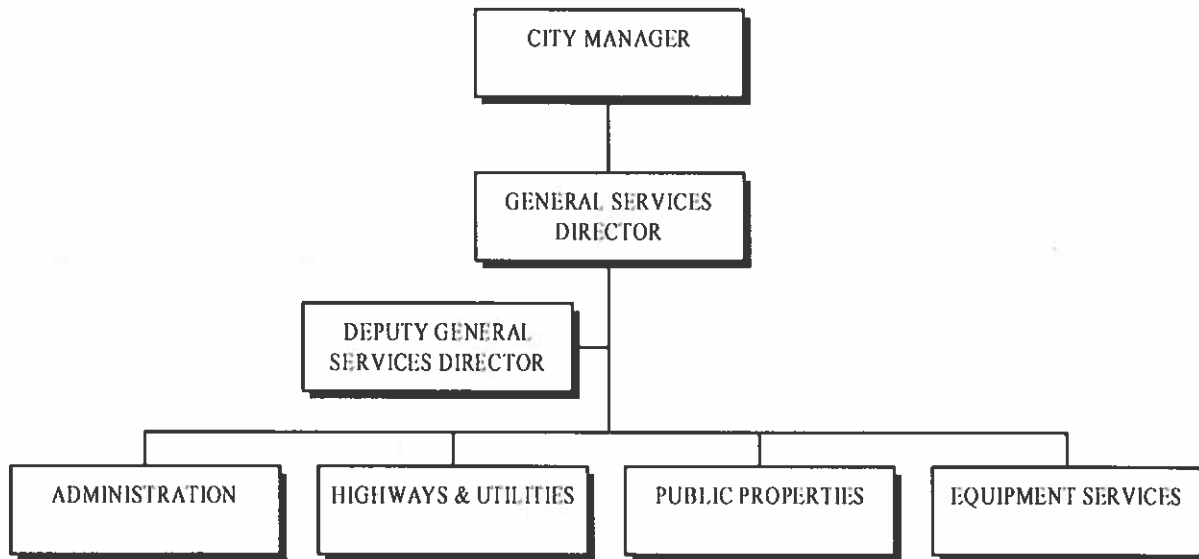 CITY MANAGER
GENERAL SERVICES
DIRECTOR
DEPUTY GENERAL
SERVICES DIRECTOR
ADMINISTRATION
HIGHWAYS & UTILITIES
PUBLIC PROPERTIES
EQUIPMENT SERVICES